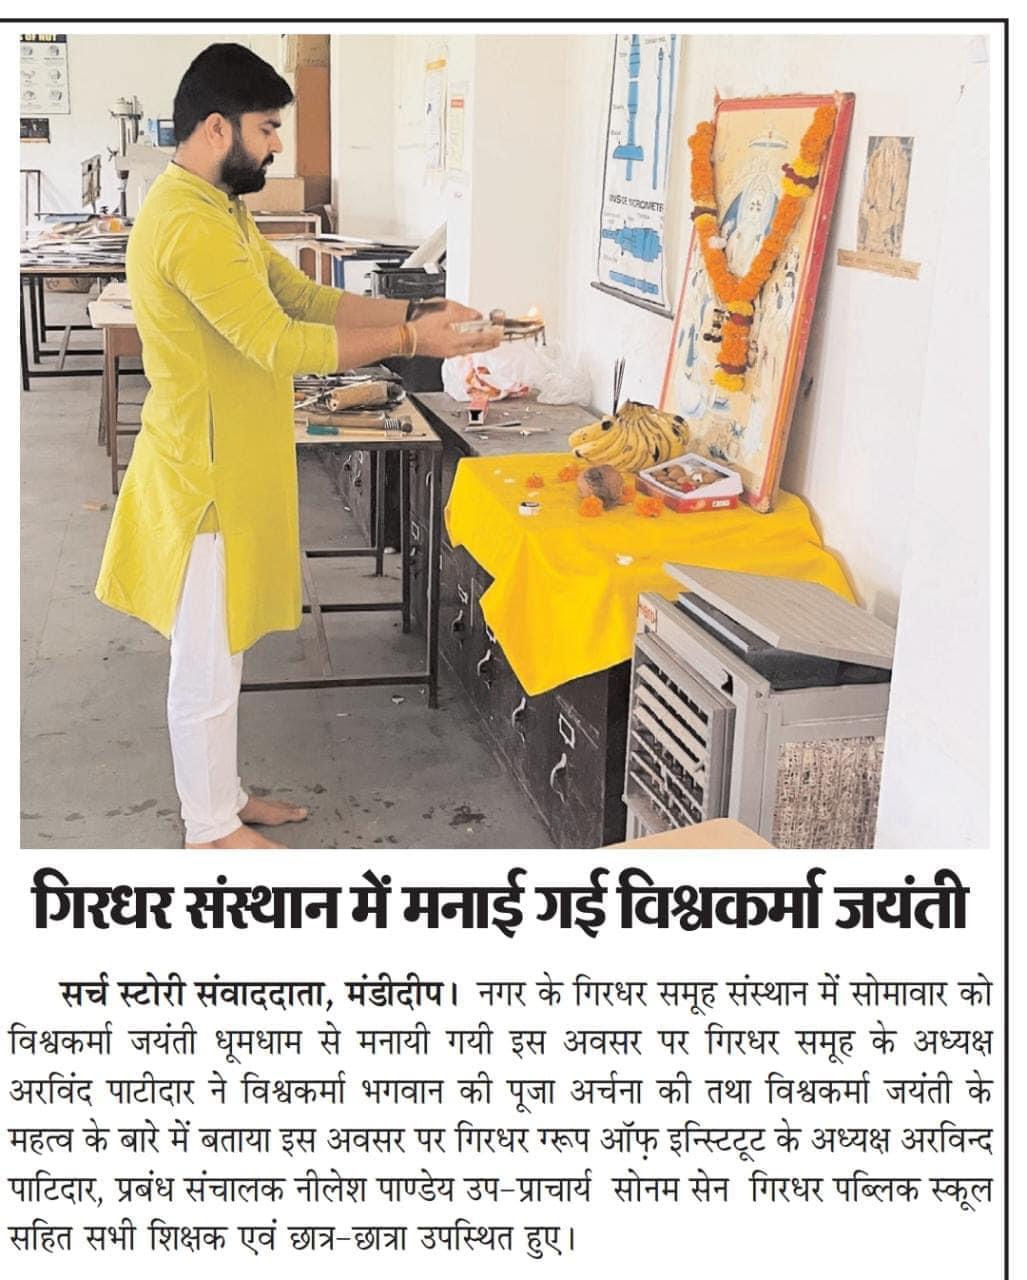 INSIDE MICROMETER
गिरधर संस्थान में मनाई गई विश्वकर्मा जयंती
सर्च स्टोरी संवाददाता, मंडीदीप। नगर के गिरधर समूह संस्थान में सोमावार को
विश्वकर्मा जयंती धूमधाम से मनायी गयी इस अवसर पर गिरधर समूह के अध्यक्ष
अरविंद पाटीदार ने विश्वकर्मा भगवान की पूजा अर्चना की तथा विश्वकर्मा जयंती के
महत्व के बारे में बताया इस अवसर पर गिरधर ग्रूप ऑफ़ इन्स्टिटूट के अध्यक्ष अरविन्द
पाटिदार, प्रबंध संचालक नीलेश पाण्डेय उप-प्राचार्य सोनम सेन गिरधर पब्लिक स्कूल
सहित सभी शिक्षक एवं छात्र-छात्रा उपस्थित हुए।